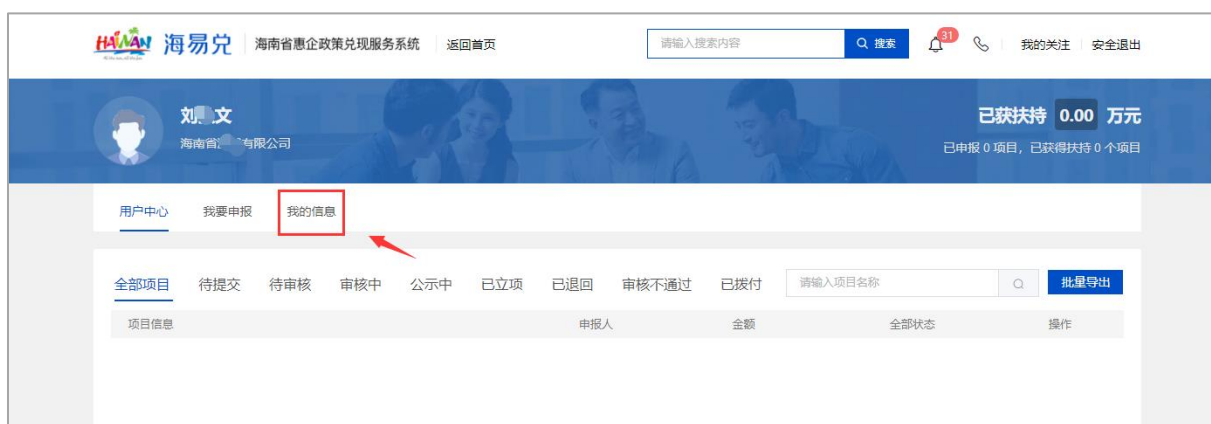 HAINAN 海易兑 海南省惠企政策兑现服务系统 返回首页 请输入搜索内容 搜索 31 我的关注 安全退出
刘 文 已获扶持 0.00 万元
海南省 有限公司 已申报 0 项目，已获得扶持 0 个项目
用户中心 我要申报 我的信息
全部项目 待提交 待审核 审核中 公示中 已立项 已退回 审核不通过 已拨付 请输入项目名称 批量导出
项目信息 申报人 金额 全部状态 操作